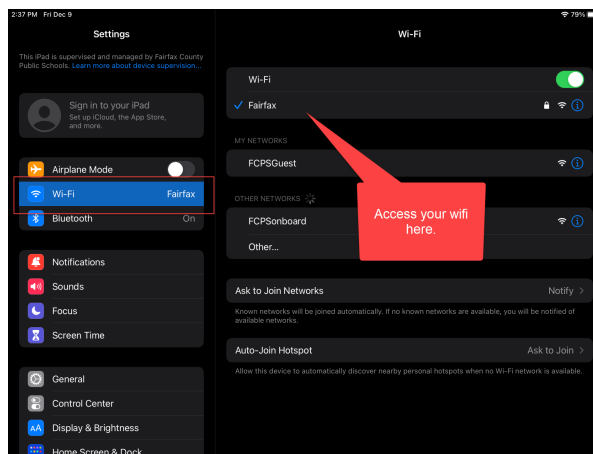 2:37 PM Fri Dec 9
79%
Settings
This iPad is supervised and managed by Fairfax County
Public Schools. Learn more about device supervision...
Sign in to your iPad
Set up iCloud, the App Store,
and more.
Airplane Mode
Wi-Fi Fairfax
Bluetooth On
Notifications
Sounds
Focus
Screen Time
General
Control Center
AA Display & Brightness
Home Screen & Dock
Wi-Fi
Wi-Fi
Fairfax
MY NETWORKS
FCPSGuest
OTHER NETWORKS
FCPSonboard
Other...
Access your wifi
here.
Ask to Join Networks Notify
Known networks will be joined automatically. If no known networks are available, you will be notified of
available networks.
Auto-Join Hotspot Ask to Join
Allow this device to automatically discover nearby personal hotspots when no Wi-Fi network is available.